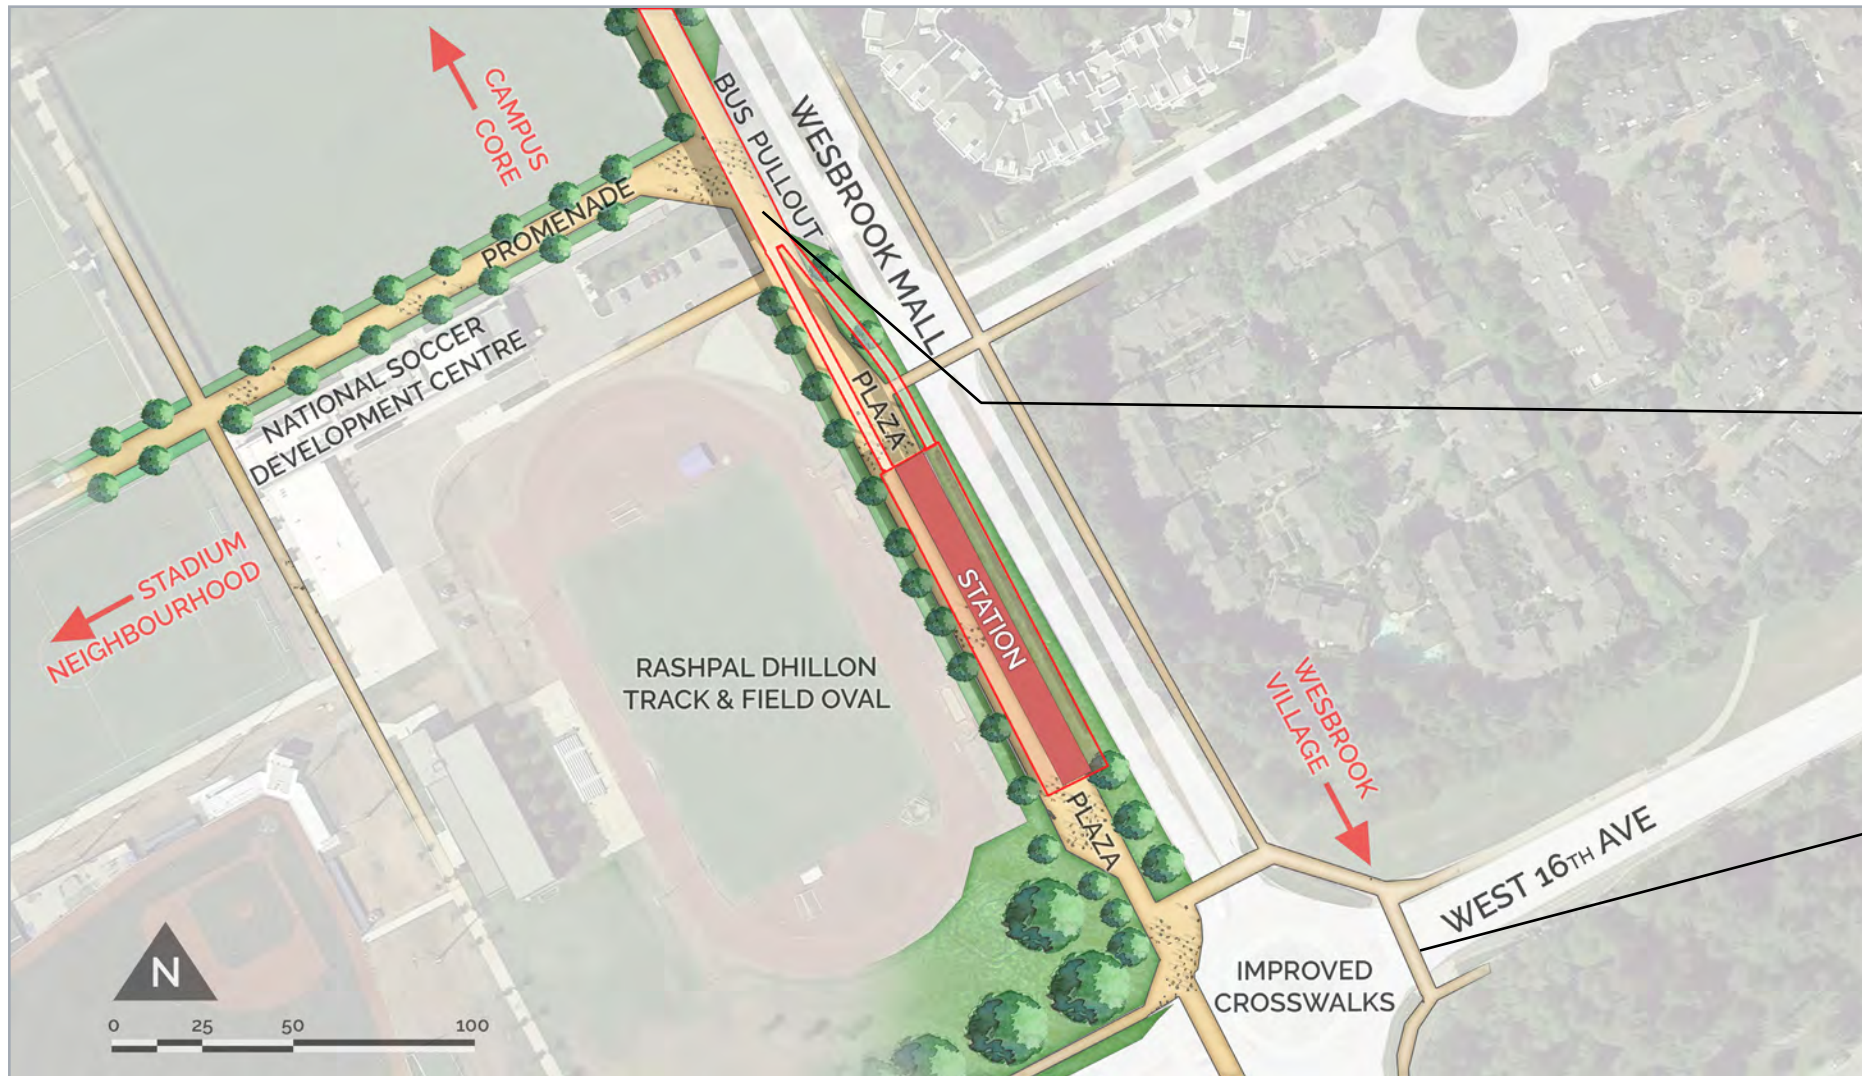 CAMPUS
CORE
BUS PULLOUT
WESBROOK MALL
PROMENADE
NATIONAL SOCCER
DEVELOPMENT CENTRE
PLAZA
STADIUM
NEIGHBOURHOOD
STATION
RASHPAL DHILLON
TRACK & FIELD OVAL
WESBROOK
VILLAGE
PLAZA
WEST 16TH AVE
IMPROVED
CROSSWALKS
N
0 25 50 100